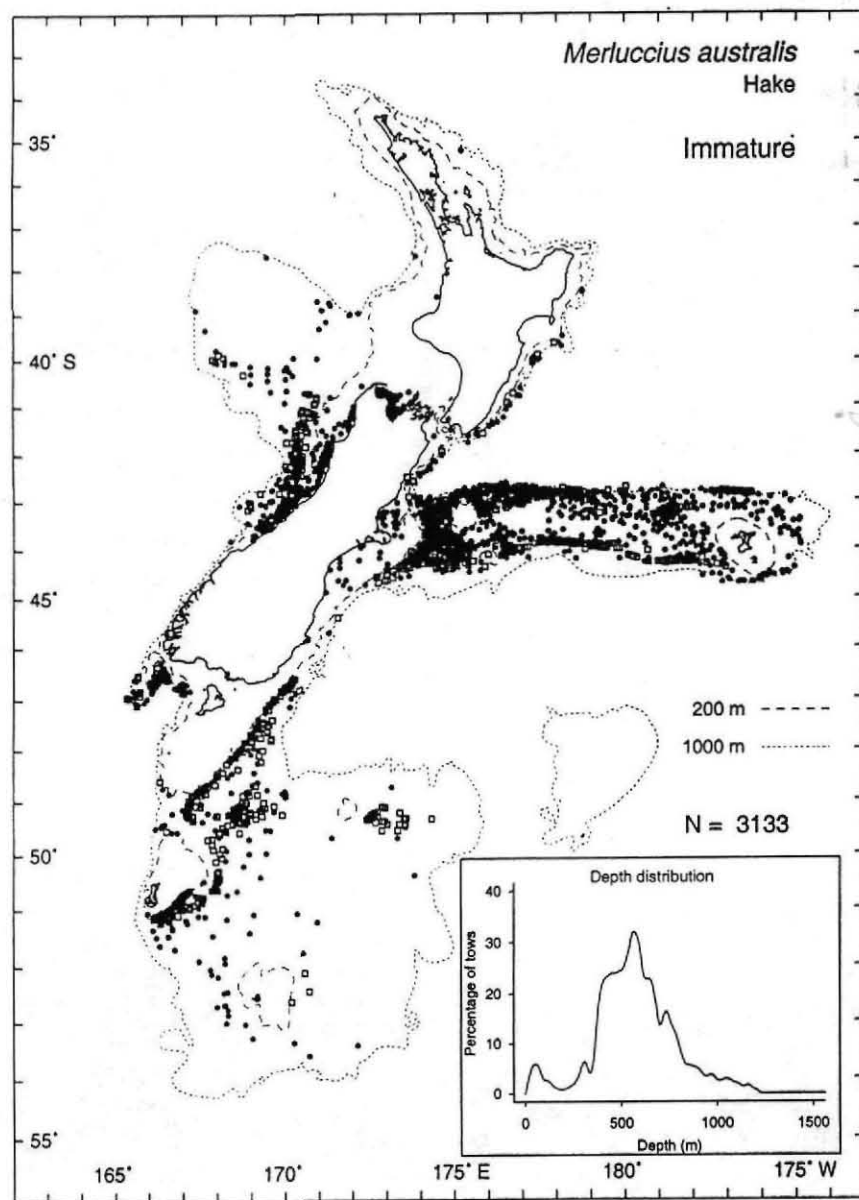 Merluccius australis
Hake
Immature
35°
40° S
45°
50°
55°
200 m
1000 m
N = 3133
Depth distribution
Percentage of tows
40
30
20
10
0
0 500 1000 1500
Depth (m)
165° 170° 175° E 180° 175° W